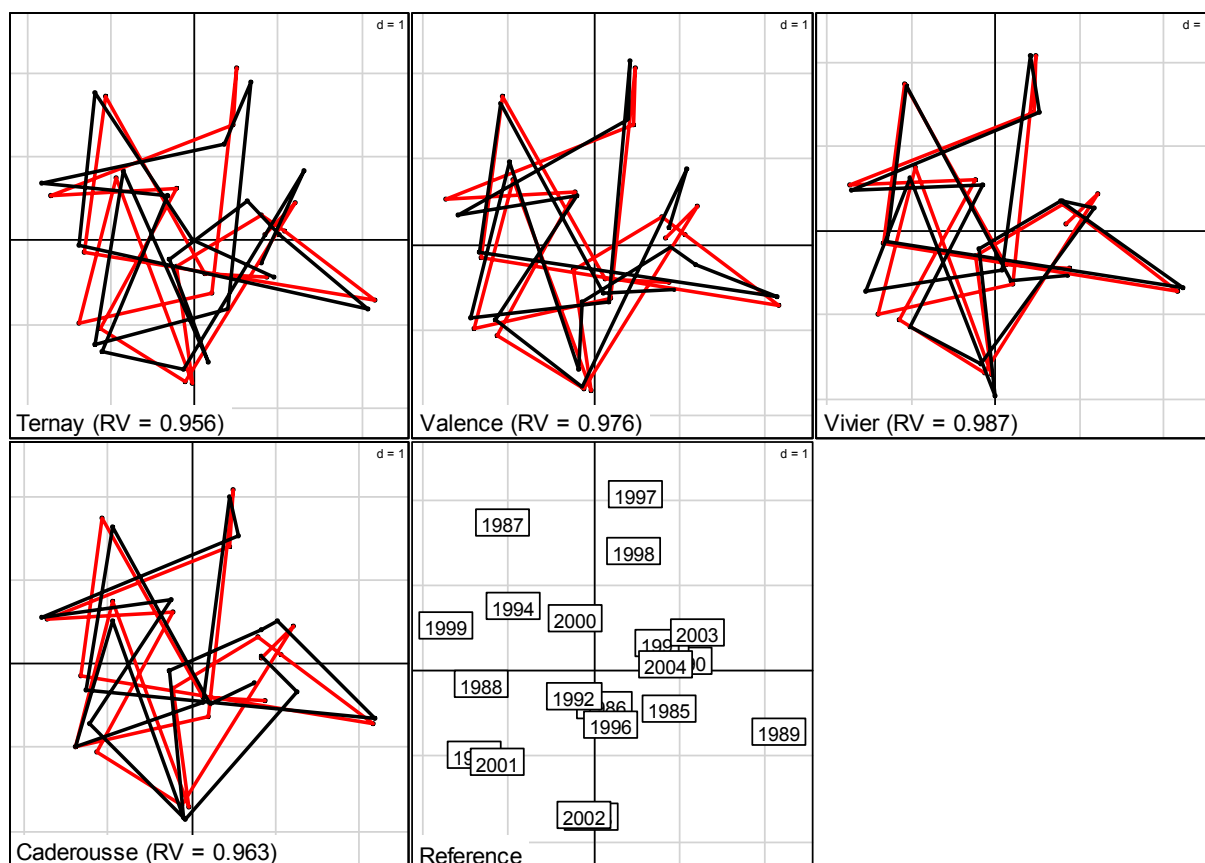 d = 1
d = 1
d =
Ternay (RV = 0.956)
Valence (RV = 0.976)
Vivier (RV = 0.987)
d = 1
d = 1
1997
1987
1998
1994
2000
1999
2003
2004
1988
1992
1985
1996
1989
2001
2002
Caderousse (RV = 0.963)
Reference